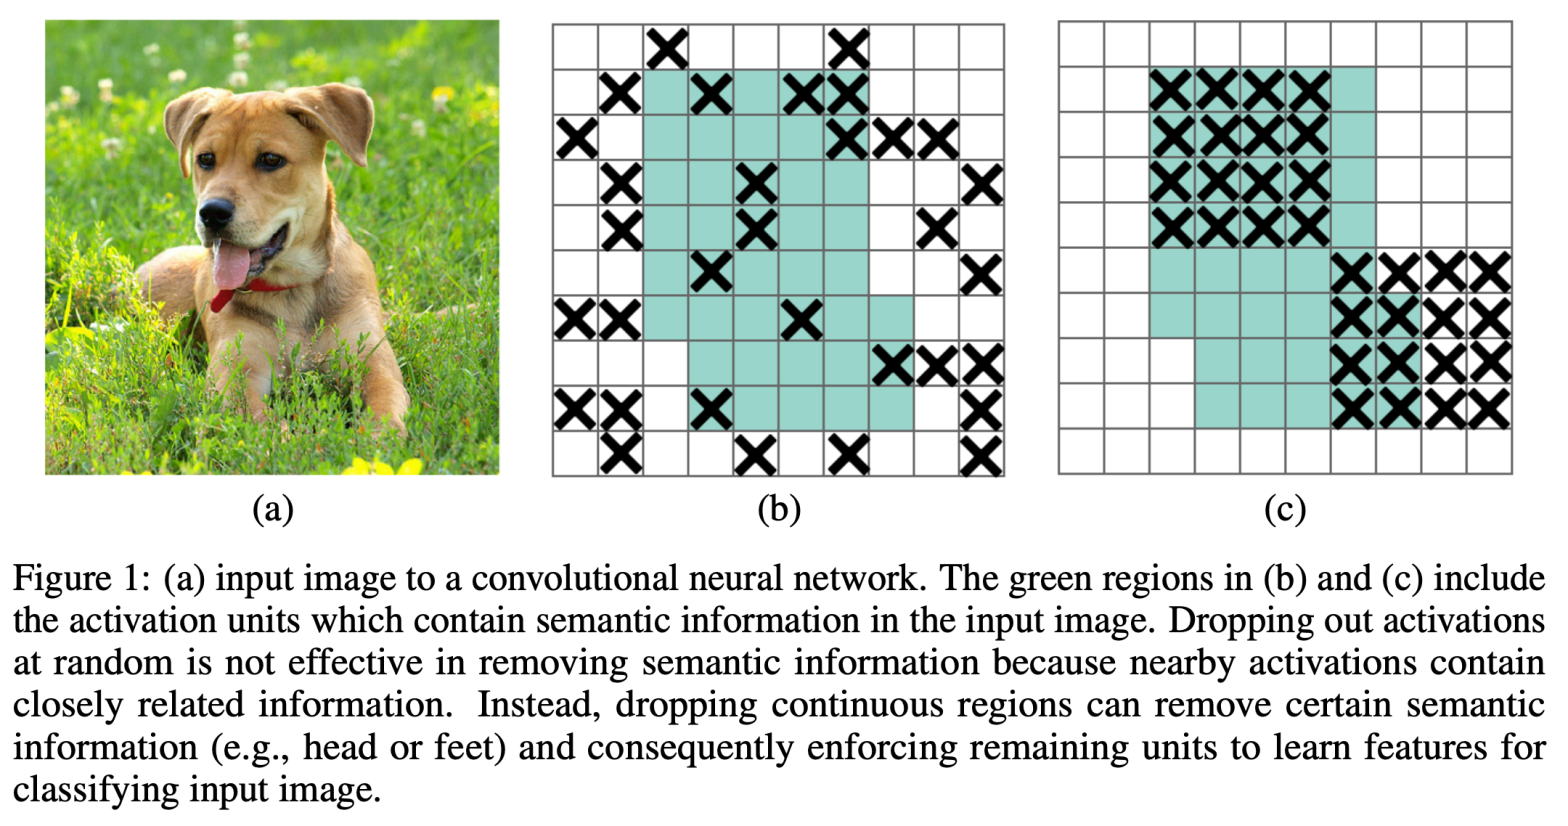 (a)
(b)
(c)
Figure 1: (a) input image to a convolutional neural network. The green regions in (b) and (c) include
the activation units which contain semantic information in the input image. Dropping out activations
at random is not effective in removing semantic information because nearby activations contain
closely related information. Instead, dropping continuous regions can remove certain semantic
information (e.g., head or feet) and consequently enforcing remaining units to learn features for
classifying input image.